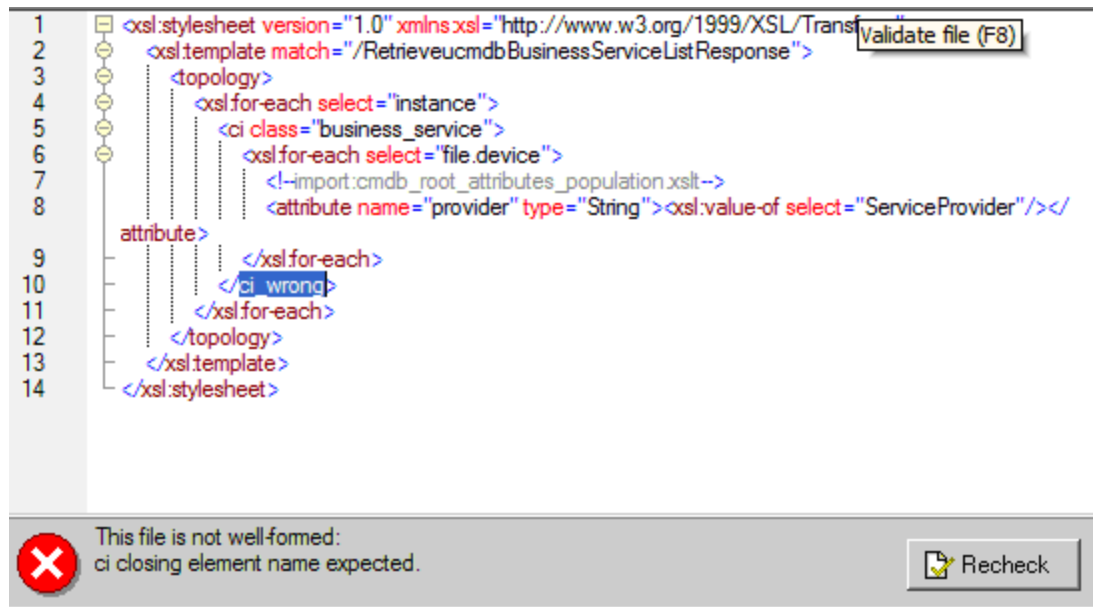 1 <xsl:stylesheet version="1.0" xmlns:xsl="http://www.w3.org/1999/XSL/
Validate file (F8)
2 <xsl:template match="/RetrieveucmdbBusinessServiceListResponse">
3 <topology>
4 <xsl:for-each select="instance">
5 <ci class="business_service">
6 <xsl:for-each select="file.device">
7 <!--import:cmdb_root_attributes_population.xslt-->
8 <attribute name="provider" type="String"><xsl:value-of select="ServiceProvider"/></
attribute>
9 </xsl:for-each>
10 </ci_wrong>
11 </xsl:for-each>
12 </topology>
13 </xsl:template>
14 </xsl:stylesheet>
This file is not well-formed:
ci closing element name expected.
Recheck